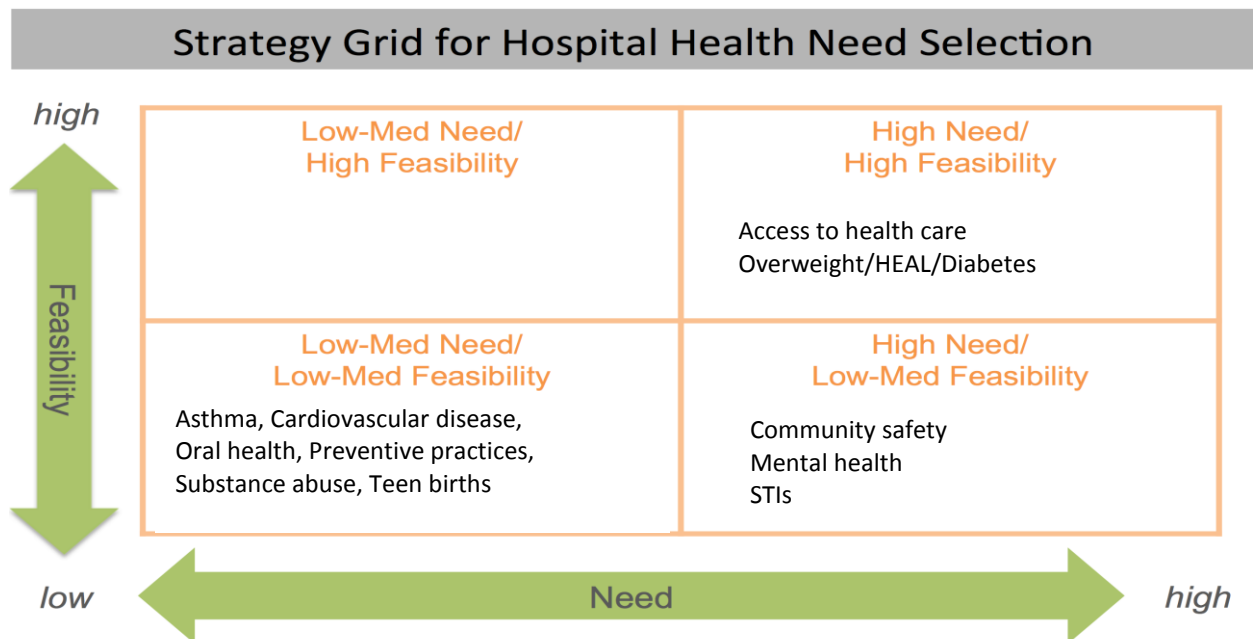 Strategy Grid for Hospital Health Need Selection
high
Low-Med Need/
High Feasibility
High Need/
High Feasibility
Access to health care
Overweight/HEAL/Diabetes
Feasibility
Low-Med Need/
Low-Med Feasibility
Asthma, Cardiovascular disease,
Oral health, Preventive practices,
Substance abuse, Teen births
High Need/
Low-Med Feasibility
Community safety
Mental health
STIs
low
Need
high